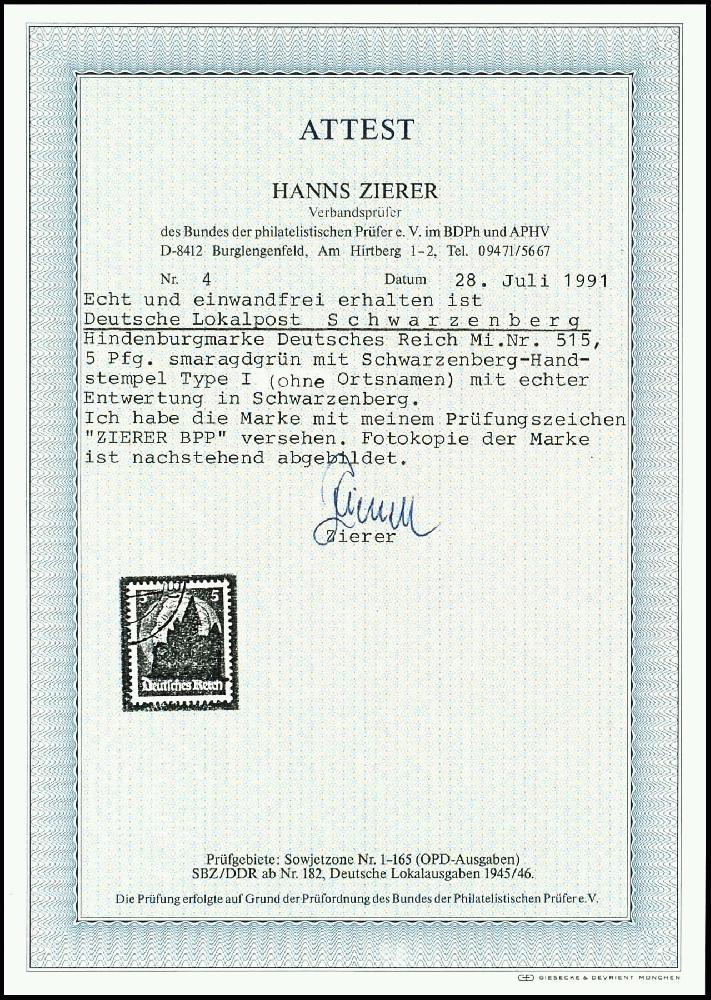 ATTEST
HANNS ZIERER
Verbandsprüfer
des Bundes der philatelistischen Prüfer e. V. im BDPh und APHV
D-8412 Burglengenfeld, Am Hirtberg 1-2, Tel. 09471/5667
Nr. 4 Datum 28. Juli 1991
Echt und einwandfrei erhalten ist
Deutsche Lokalpost S c h w a r z e n b e r g
Hindenburgmarke Deutsches Reich Mi.Nr. 515,
5 Pfg. smaragdgrün mit Schwarzenberg-Hand-
stempel Type I (ohne Ortsnamen) mit echter
Entwertung in Schwarzenberg.
Ich habe die Marke mit meinem Prüfungszeichen
"ZIERER BPP" versehen. Fotokopie der Marke
ist nachstehend abgebildet.
Zierer
Zierer
5 5
Deutsches Reich
Prüfgebiete: Sowjetzone Nr. 1-165 (OPD-Ausgaben)
SBZ/DDR ab Nr. 182, Deutsche Lokalausgaben 1945/46.
Die Prüfung erfolgte auf Grund der Prüfordnung des Bundes der Philatelistischen Prüfer e.V.
GIESECKE & DEVRIENT MÜNCHEN